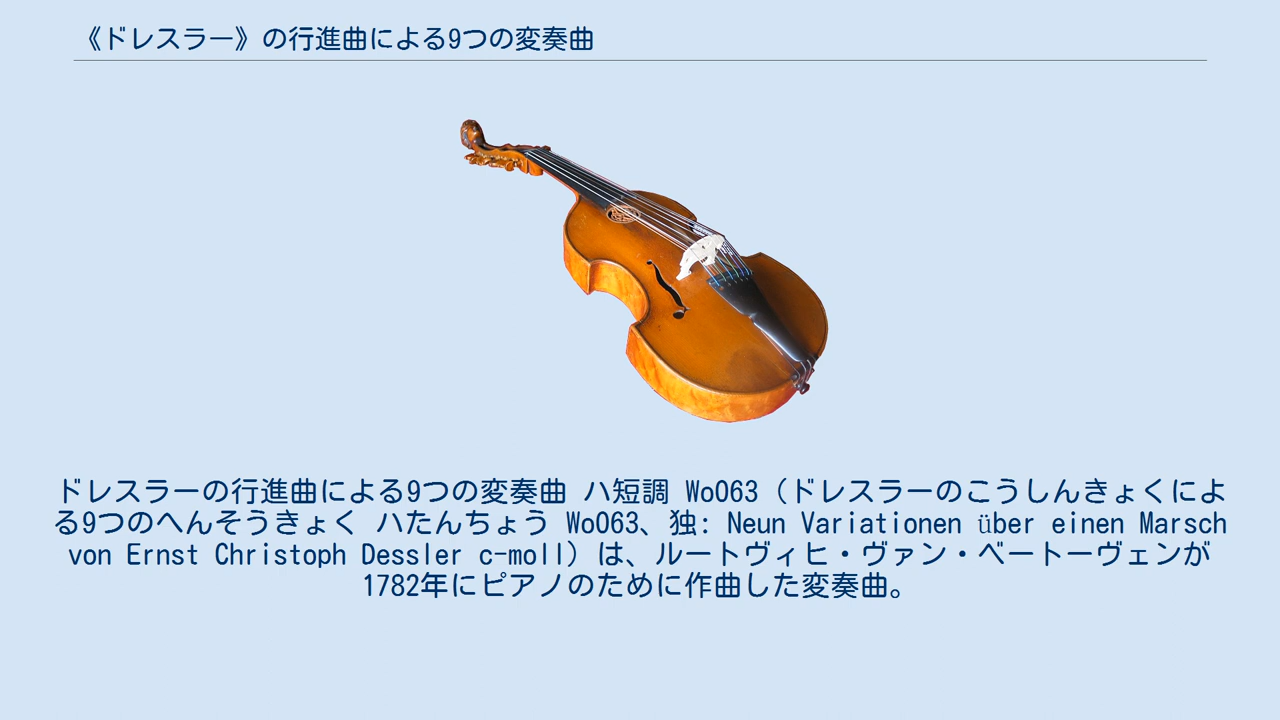 《ドレスラー》の行進曲による9つの変奏曲
ドレスラーの行進曲による9つの変奏曲 ハ短調 WoO63（ドレスラーのこうしんきょくによ
る9つのへんそうきょく ハたんちょう WoO63、独: Neun Variationen über einen Marsch
von Ernst Christoph Dessler c-moll）は、ルートヴィヒ・ヴァン・ベートーヴェンが
1782年にピアノのために作曲した変奏曲。